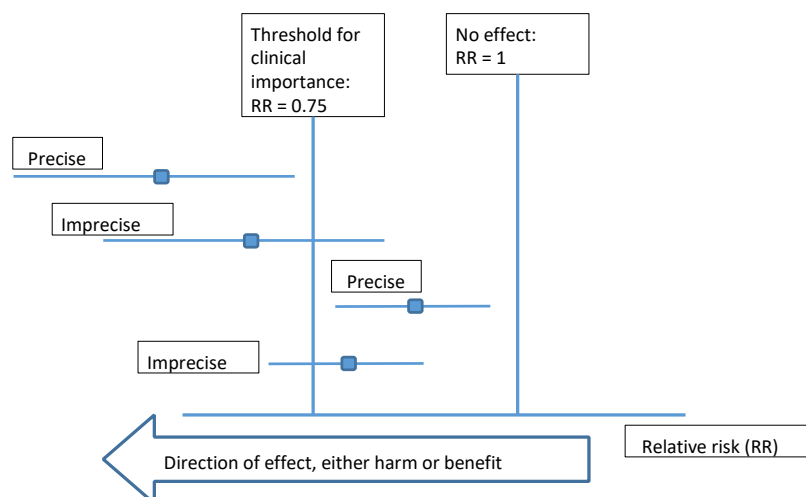 Threshold for
clinical
importance:
RR = 0.75
No effect:
RR = 1
Precise
Imprecise
Precise
Imprecise
Relative risk (RR)
Direction of effect, either harm or benefit